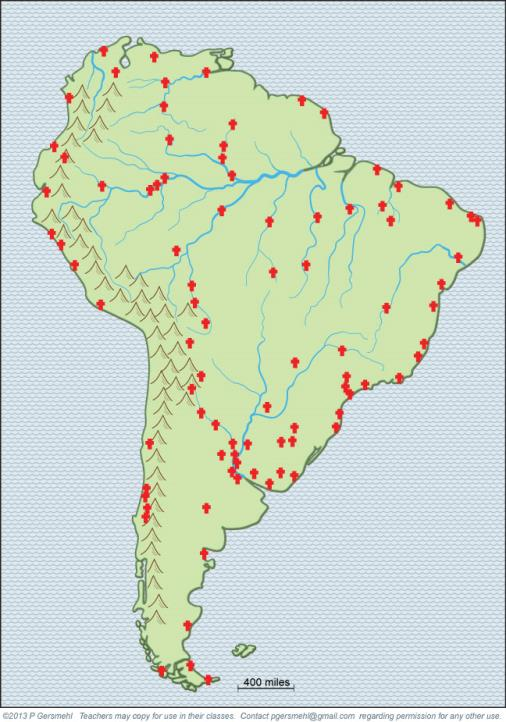 400 miles
©2013 P Gersmehl Teachers may copy for use in their classes. Contact pgersmehl@gmail.com regarding permission for any other use.